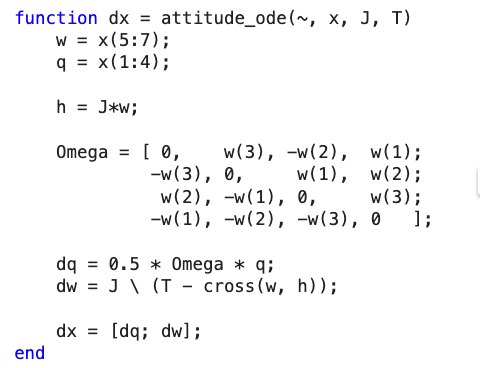 function dx = attitude_ode(~, x, J, T)
    w = x(5:7);
    q = x(1:4);

    h = J*w;

    Omega = [ 0,    w(3), -w(2),  w(1);
             -w(3), 0,     w(1),  w(2);
              w(2), -w(1), 0,     w(3);
             -w(1), -w(2), -w(3), 0   ];

    dq = 0.5 * Omega * q;
    dw = J \ (T - cross(w, h));

    dx = [dq; dw];
end